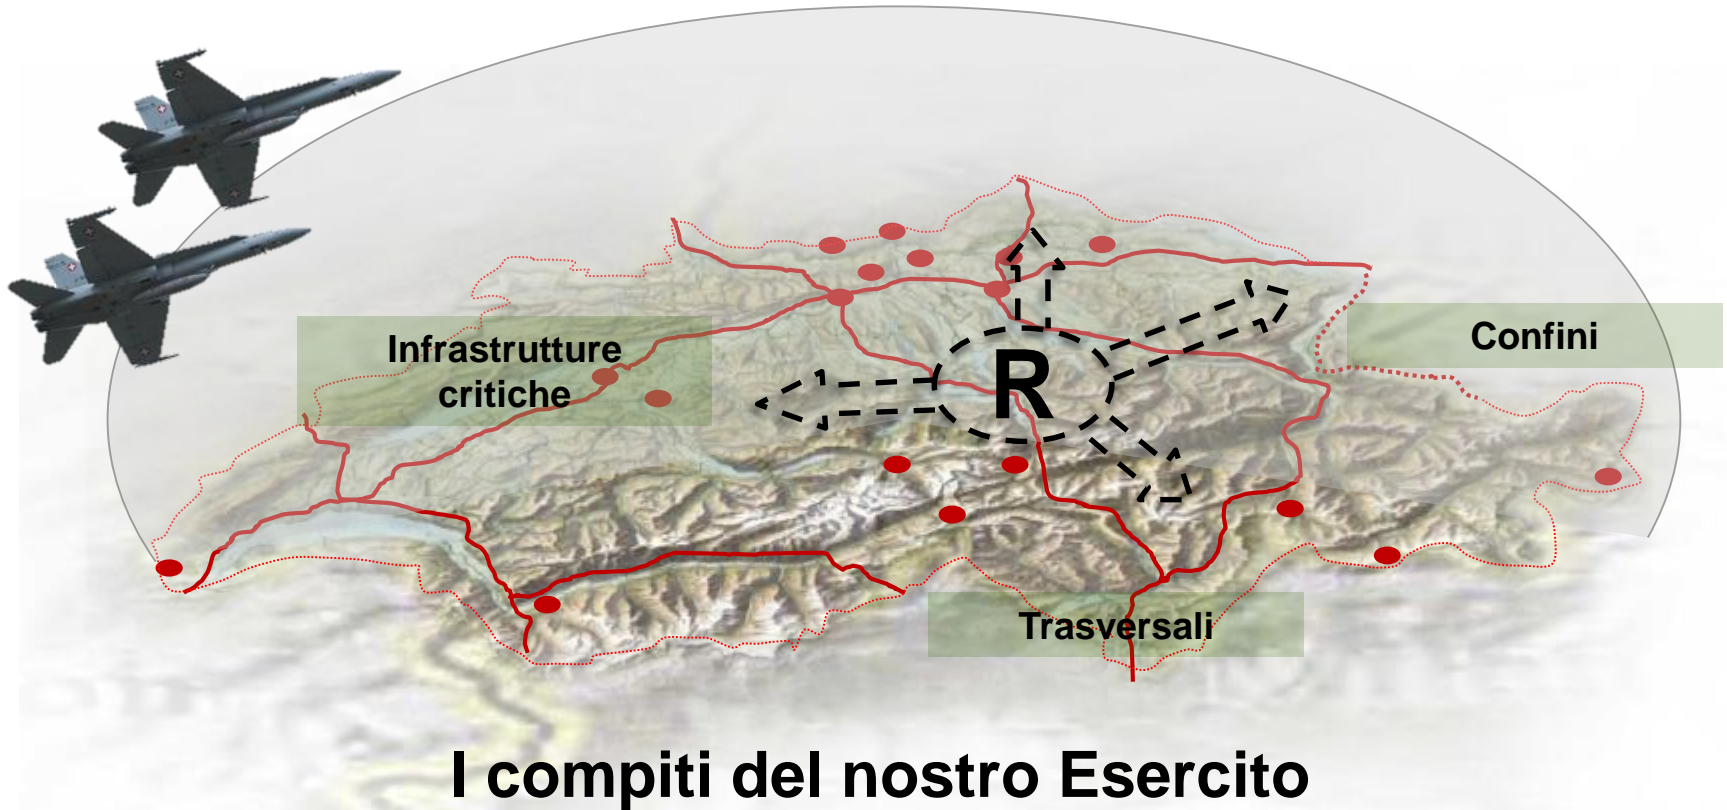 Infrastrutture
critiche
R
Confini
Trasversali
I compiti del nostro Esercito